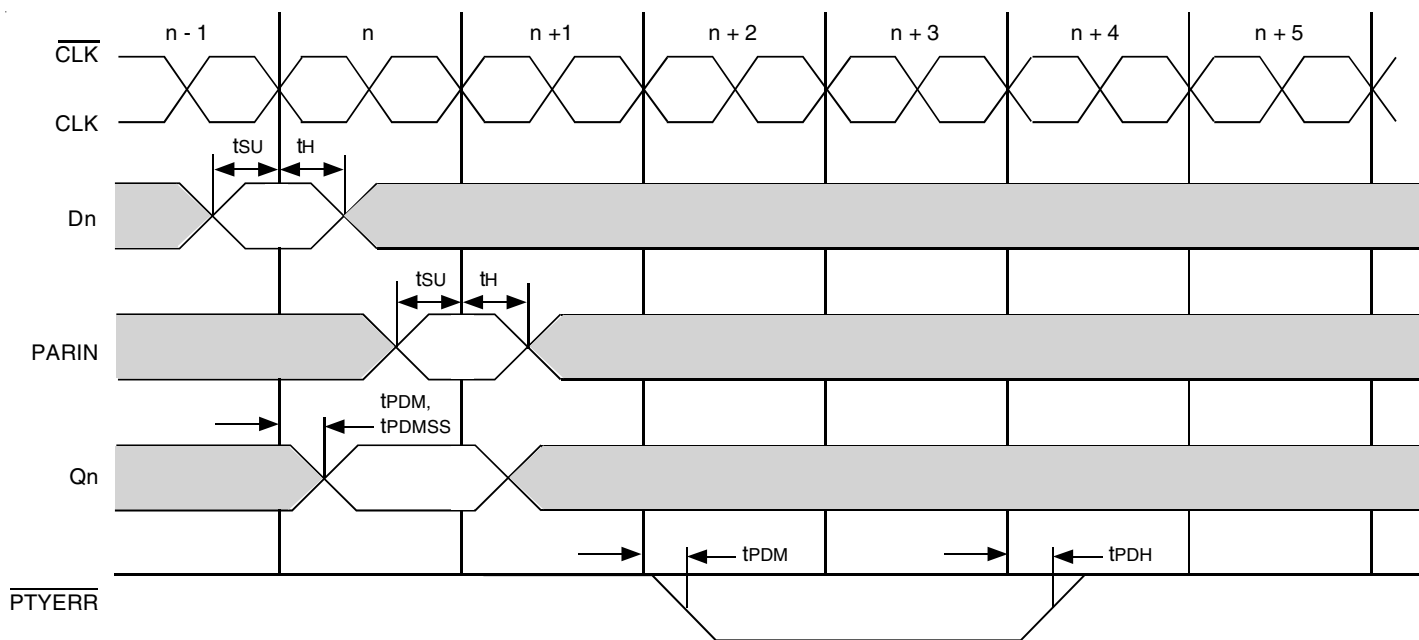 n - 1 n n +1 n + 2 n + 3 n + 4 n + 5
CLK
CLK
tSU tH
Dn
tSU tH
PARIN
tPDM,
tPDMSS
Qn
tPDM tPDH
PTYERR